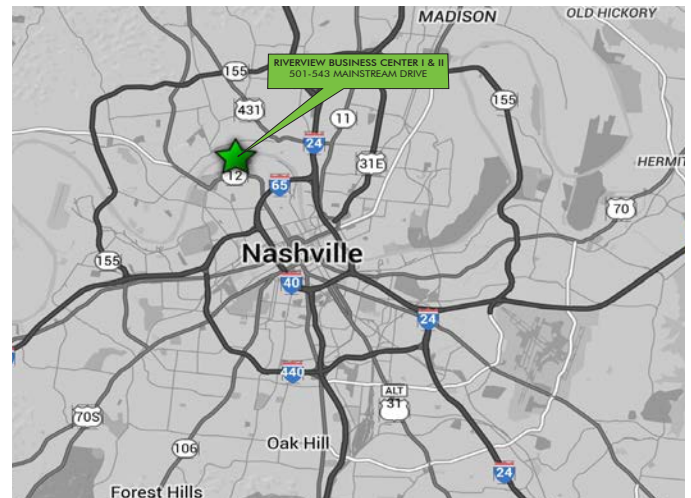 MADISON
OLD HICKORY
RIVERVIEW BUSINESS CENTER I & II
501-543 MAINSTREAM DRIVE
155
155
431
11
24
31E
HERMIT
12
65
70
Nashville
155
40
24
440
ALT
31
70S
Oak Hill
106
24
Forest Hills